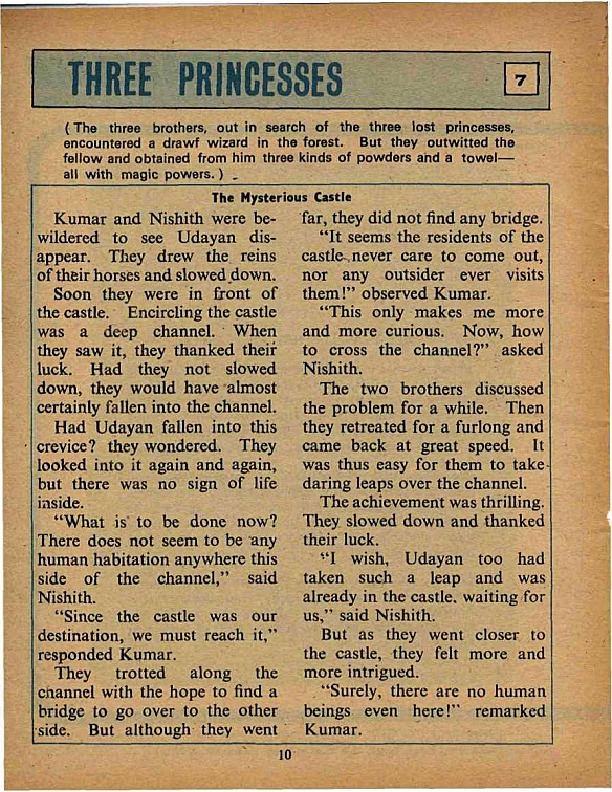 THREE PRINCESSES
7
(The three brothers, out in search of the three lost princesses,
encountered a drawf wizard in the forest. But they outwitted the
fellow and obtained from him three kinds of powders and a towel—
all with magic powers.)
The Mysterious Castle
Kumar and Nishith were be-
wildered to see Udayan dis-
appear. They drew the reins
of their horses and slowed down.
Soon they were in front of
the castle. Encircling the castle
was a deep channel. When
they saw it, they thanked their
luck. Had they not slowed
down, they would have almost
certainly fallen into the channel.
Had Udayan fallen into this
crevice? they wondered. They
looked into it again and again,
but there was no sign of life
inside.
"What is to be done now?
There does not seem to be any
human habitation anywhere this
side of the channel," said
Nishith.
"Since the castle was our
destination, we must reach it,"
responded Kumar.
They trotted along the
channel with the hope to find a
bridge to go over to the other
side. But although they went
far, they did not find any bridge.
"It seems the residents of the
castle never care to come out,
nor any outsider ever visits
them!" observed Kumar.
"This only makes me more
and more curious. Now, how
to cross the channel?" asked
Nishith.
The two brothers discussed
the problem for a while. Then
they retreated for a furlong and
came back at great speed. It
was thus easy for them to take
daring leaps over the channel.
The achievement was thrilling.
They slowed down and thanked
their luck.
"I wish, Udayan too had
taken such a leap and was
already in the castle, waiting for
us," said Nishith.
But as they went closer to
the castle, they felt more and
more intrigued.
"Surely, there are no human
beings even here!" remarked
Kumar.
10